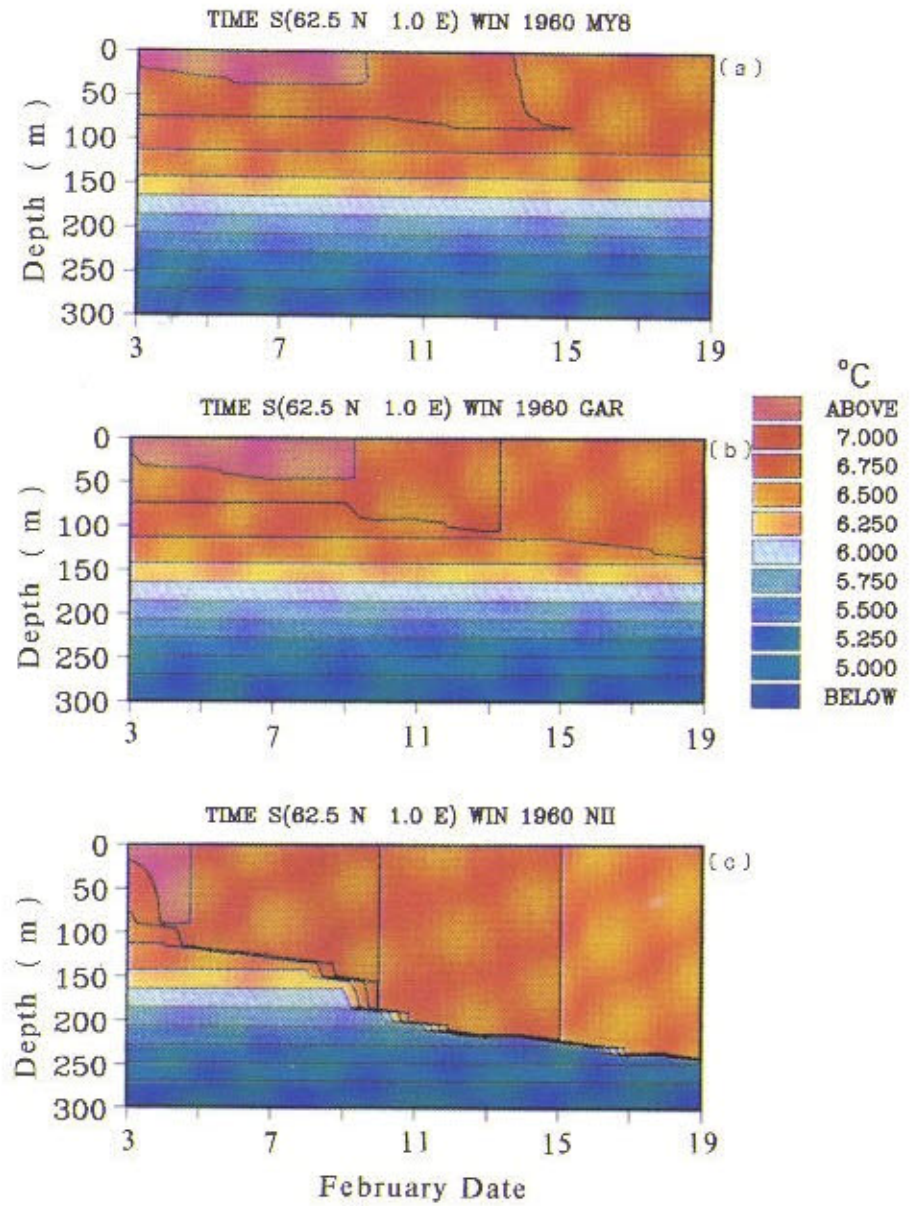 TIME S(62.5 N 1.0 E) WIN 1960 MY8
(a)
Depth ( m )
0
50
100
150
200
250
300
3 7 11 15 19
TIME S(62.5 N 1.0 E) WIN 1960 GAR
(b)
Depth ( m )
0
50
100
150
200
250
300
3 7 11 15 19
°C
ABOVE
7.000
6.750
6.500
6.250
6.000
5.750
5.500
5.250
5.000
BELOW
TIME S(62.5 N 1.0 E) WIN 1960 NII
(c)
Depth ( m )
0
50
100
150
200
250
300
3 7 11 15 19
February Date